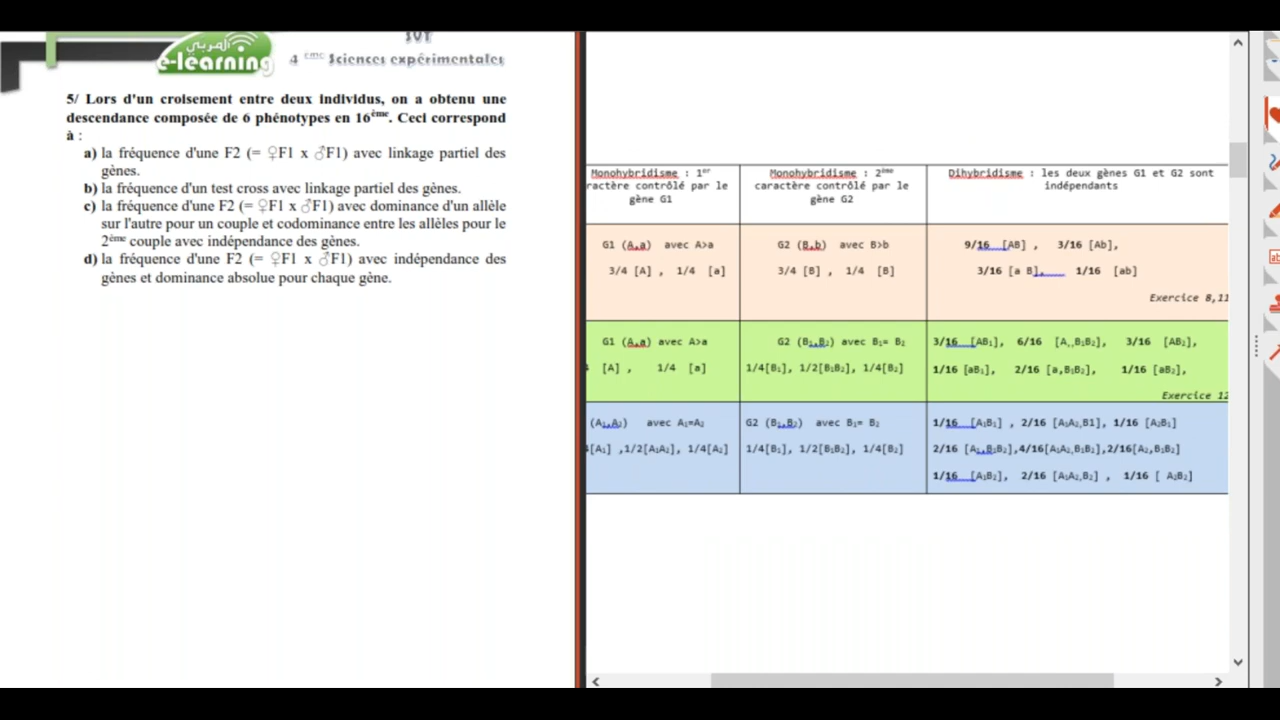 SVT
العربي
e-learning
4 ème Sciences expérimentales
5/ Lors d'un croisement entre deux individus, on a obtenu une
descendance composée de 6 phénotypes en 16ème. Ceci correspond
à :
a) la fréquence d'une F2 (= ♀F1 x ♂F1) avec linkage partiel des
gènes.
b) la fréquence d'un test cross avec linkage partiel des gènes.
c) la fréquence d'une F2 (= ♀F1 x ♂F1) avec dominance d'un allèle
sur l'autre pour un couple et codominance entre les allèles pour le
2ème couple avec indépendance des gènes.
d) la fréquence d'une F2 (= ♀F1 x ♂F1) avec indépendance des
gènes et dominance absolue pour chaque gène.
Monohybridisme : 1er
ractère contrôlé par le
gène G1
Monohybridisme : 2ème
caractère contrôlé par le
gène G2
Dihybridisme : les deux gènes G1 et G2 sont
indépendants
G1 (A,a) avec A>a
3/4 [A] , 1/4 [a]
G2 (B,b) avec B>b
3/4 [B] , 1/4 [B]
9/16 [AB] , 3/16 [Ab],
3/16 [a B], 1/16 [ab]
Exercice 8,11
G1 (A,a) avec A>a
[A] , 1/4 [a]
G2 (B₁,B₂) avec B₁= B₂
1/4[B₁], 1/2[B₁B₂], 1/4[B₂]
3/16 [AB₁], 6/16 [A,,B₁B₂], 3/16 [AB₂],
1/16 [aB₁], 2/16 [a,B₁B₂], 1/16 [aB₂],
Exercice 12
(A₁,A₂) avec A₁=A₂
[A₁] ,1/2[A₁A₂], 1/4[A₂]
G2 (B₁,B₂) avec B₁= B₂
1/4[B₁], 1/2[B₁B₂], 1/4[B₂]
1/16 [A₁B₁] , 2/16 [A₁A₂,B1], 1/16 [A₂B₁]
2/16 [A₁,B₁B₂],4/16[A₁A₂,B₁B₂],2/16[A₂,B₁B₂]
1/16 [A₁B₂], 2/16 [A₁A₂,B₂] , 1/16 [ A₂B₂]